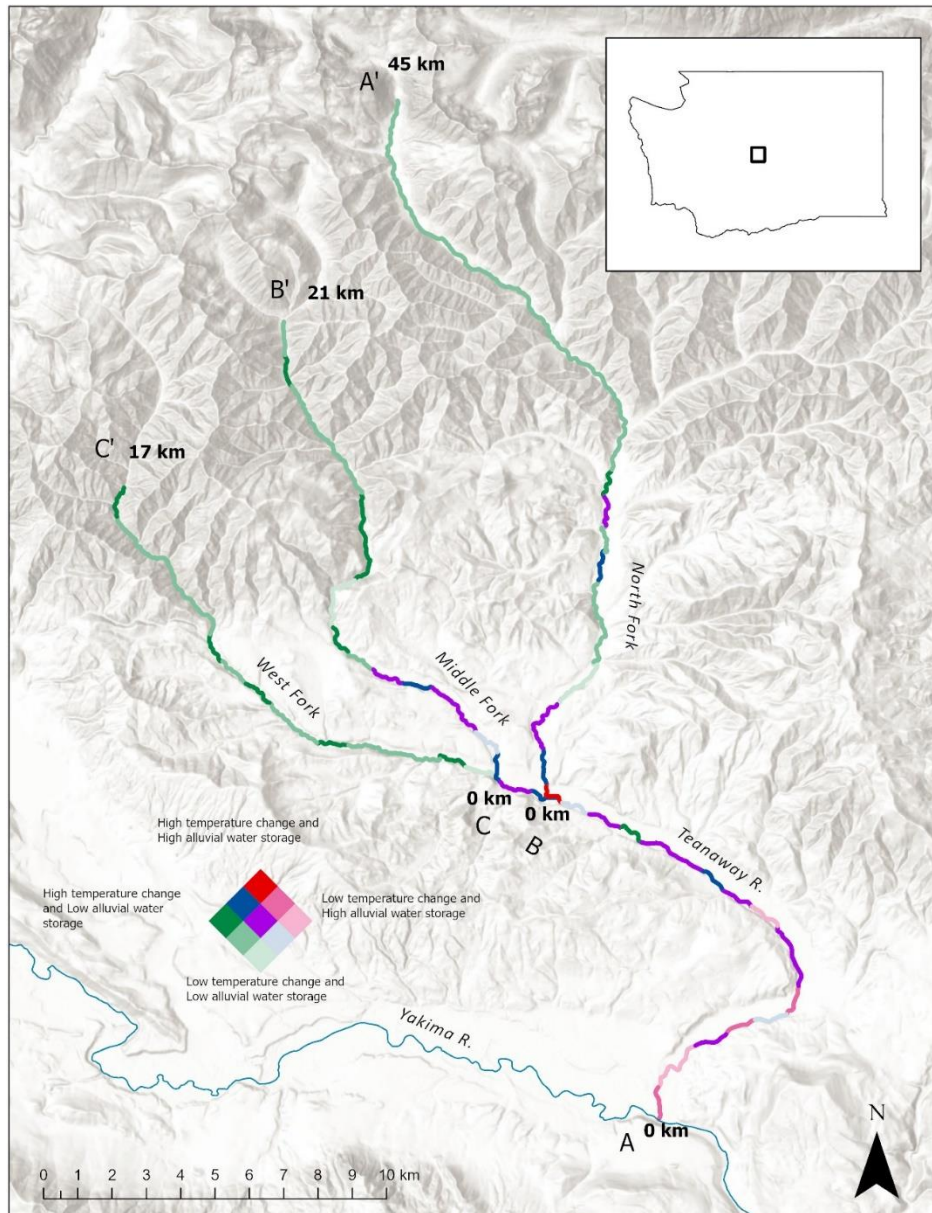 45 km
A'
B' 21 km
C' 17 km
North Fork
Middle Fork
West Fork
0 km
C
0 km
B
Teanaway R.
High temperature change and
High alluvial water storage
High temperature change
and Low alluvial water
storage
Low temperature change and
High alluvial water storage
Low temperature change and
Low alluvial water storage
Yakima R.
A 0 km
N
0 1 2 3 4 5 6 7 8 9 10 km